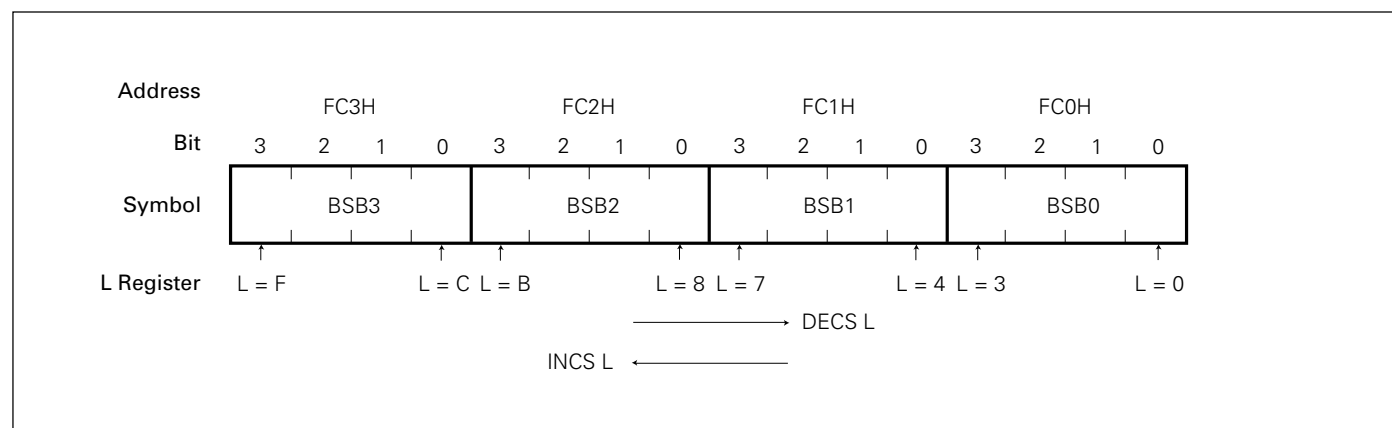 Address
FC3H FC2H FC1H FC0H
Bit 3 2 1 0 3 2 1 0 3 2 1 0 3 2 1 0
Symbol BSB3 BSB2 BSB1 BSB0
L Register L = F L = C L = B L = 8 L = 7 L = 4 L = 3 L = 0
DECS L
INCS L